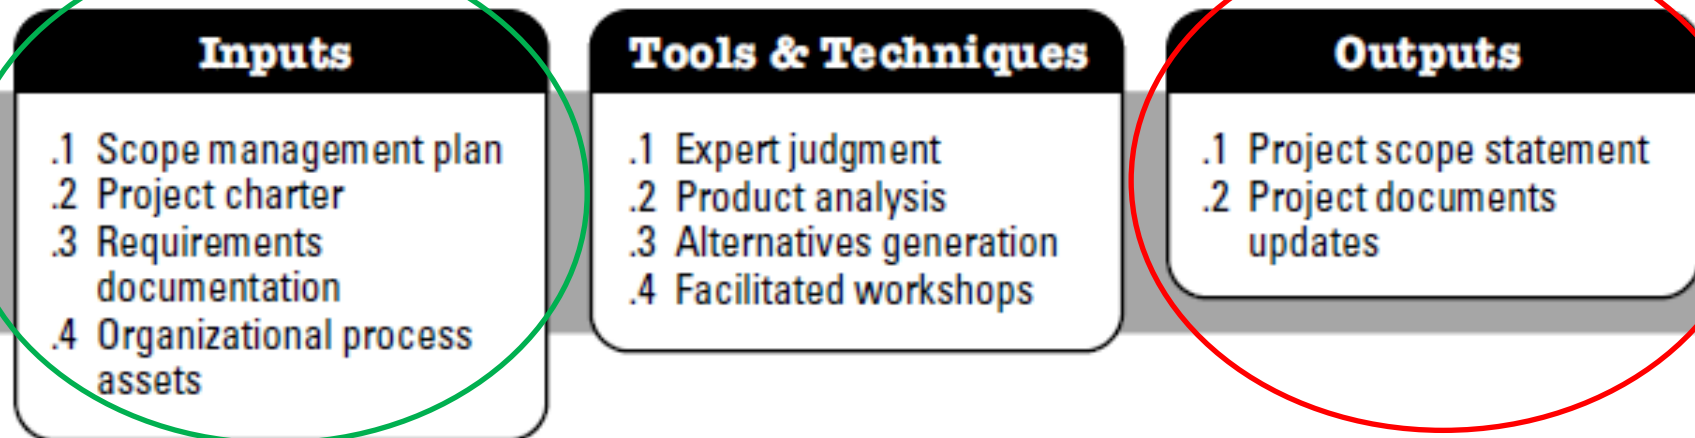 Inputs
.1 Scope management plan
.2 Project charter
.3 Requirements
documentation
.4 Organizational process
assets
Tools & Techniques
.1 Expert judgment
.2 Product analysis
.3 Alternatives generation
.4 Facilitated workshops
Outputs
.1 Project scope statement
.2 Project documents
updates